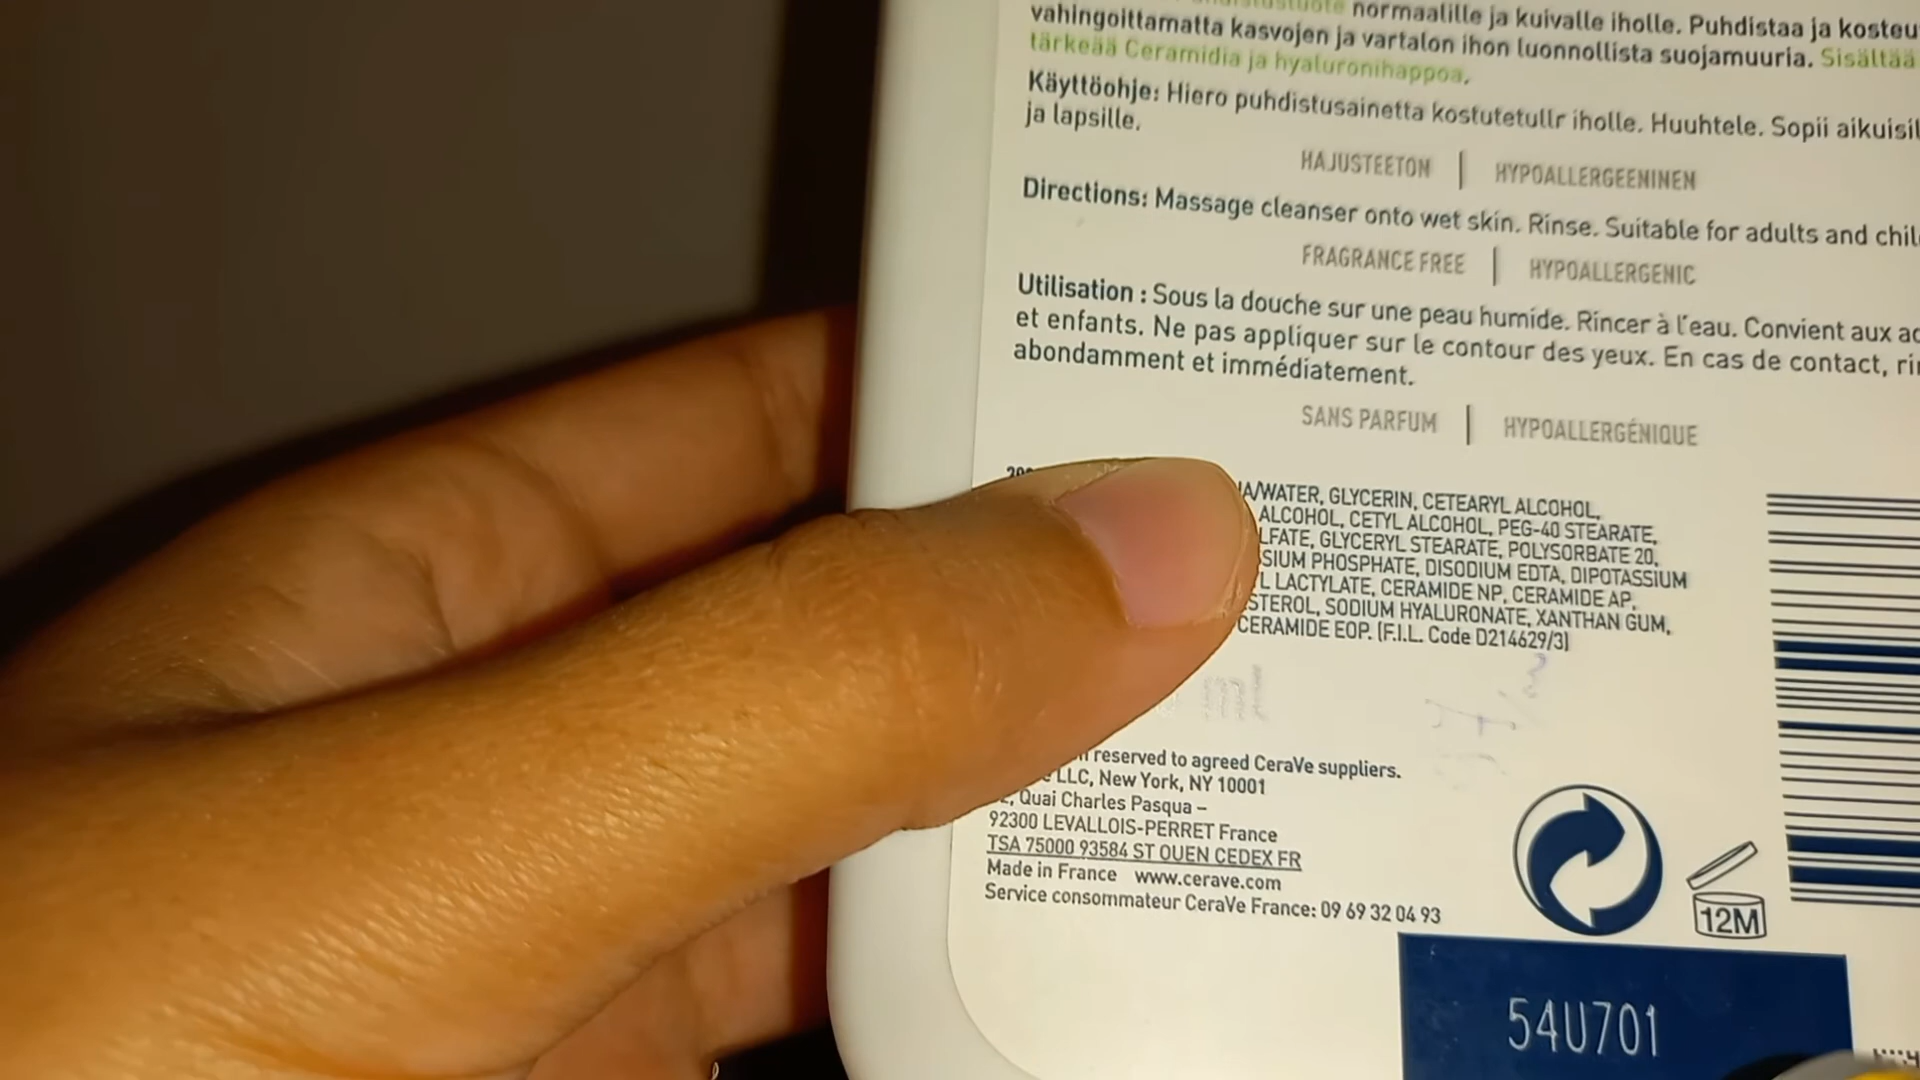 normaalille ja kuivalle iholle. Puhdistaa ja kosteu
vahingoittamatta kasvojen ja vartalon ihon luonnollista suojamuuria. Sisältää
tärkeää Ceramidia ja hyaluronihappoa.
Käyttöohje: Hiero puhdistusainetta kostutetullr iholle. Huuhtele. Sopii aikuisil
ja lapsille.
HAJUSTEETON | HYPOALLERGEENINEN
Directions: Massage cleanser onto wet skin. Rinse. Suitable for adults and chil
FRAGRANCE FREE | HYPOALLERGENIC
Utilisation : Sous la douche sur une peau humide. Rincer à l'eau. Convient aux a
et enfants. Ne pas appliquer sur le contour des yeux. En cas de contact, ri
abondamment et immédiatement.
SANS PARFUM | HYPOALLERGÉNIQUE
A/WATER, GLYCERIN, CETEARYL ALCOHOL,
ALCOHOL, CETYL ALCOHOL, PEG-40 STEARATE,
LFATE, GLYCERYL STEARATE, POLYSORBATE 20,
SIUM PHOSPHATE, DISODIUM EDTA, DIPOTASSIUM
L LACTYLATE, CERAMIDE NP, CERAMIDE AP,
STEROL, SODIUM HYALURONATE, XANTHAN GUM,
CERAMIDE EOP. (F.I.L. Code D214629/3)
ml
reserved to agreed CeraVe suppliers.
LLC, New York, NY 10001
, Quai Charles Pasqua –
92300 LEVALLOIS-PERRET France
TSA 75000 93584 ST OUEN CEDEX FR
Made in France www.cerave.com
Service consommateur CeraVe France: 09 69 32 04 93
12M
54U701